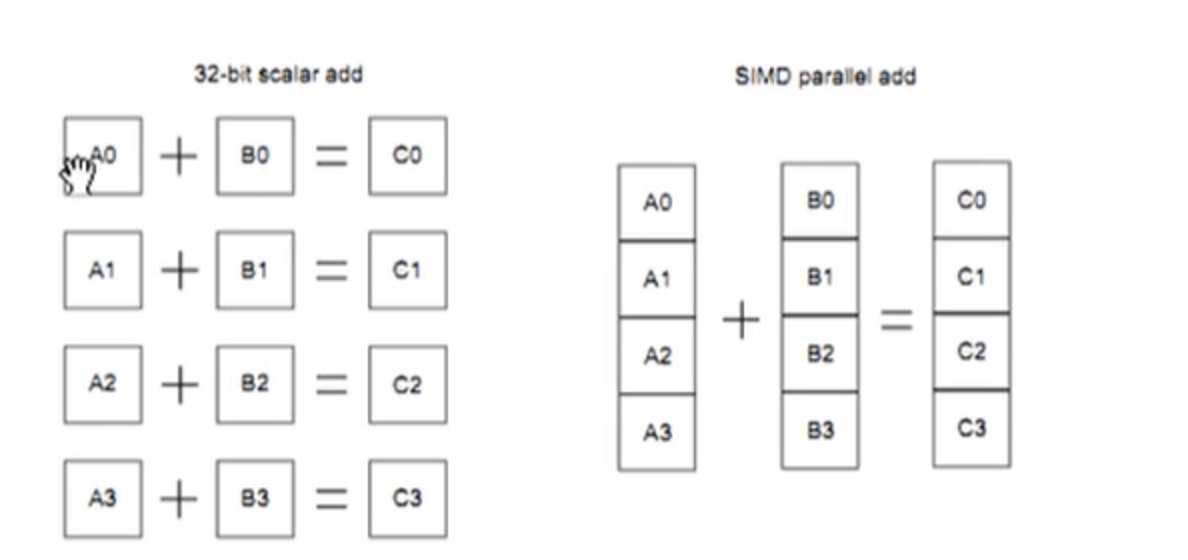 32-bit scalar add
A0 + B0 = C0
A1 + B1 = C1
A2 + B2 = C2
A3 + B3 = C3
SIMD parallel add
A0 B0 C0
A1 B1 C1
+ =
A2 B2 C2
A3 B3 C3